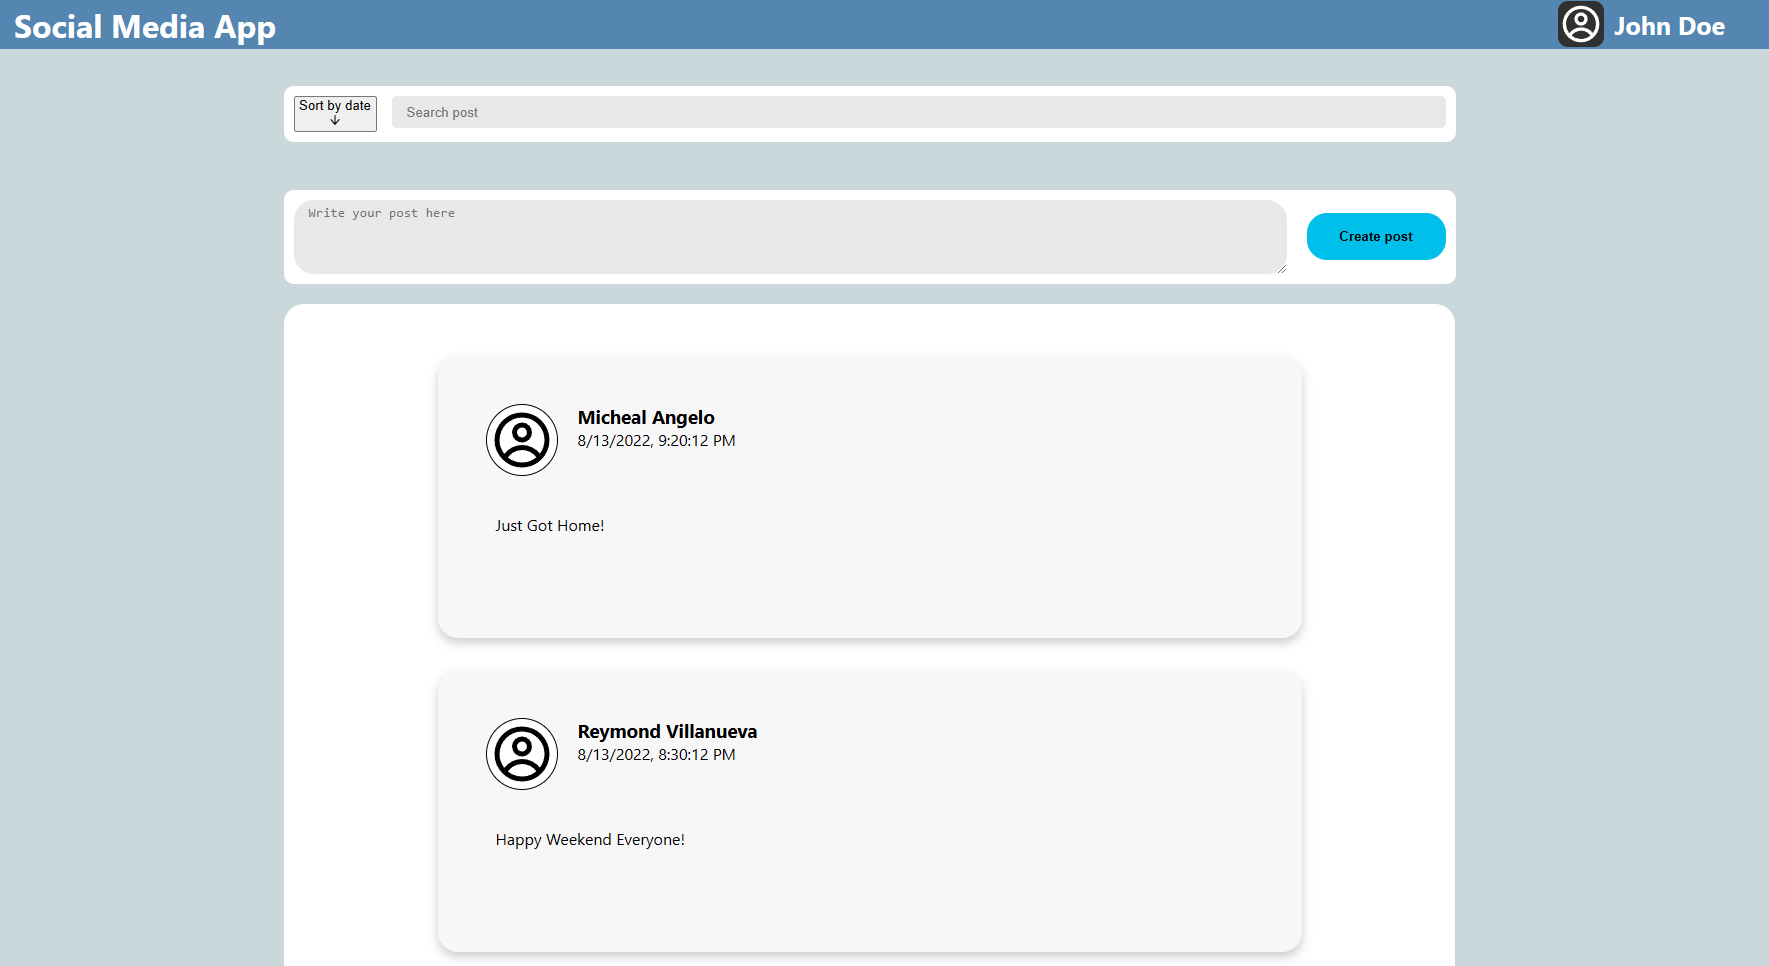 Social Media App
John Doe
Sort by date
↓
Search post
Write your post here
Create post
Micheal Angelo
8/13/2022, 9:20:12 PM
Just Got Home!
Reymond Villanueva
8/13/2022, 8:30:12 PM
Happy Weekend Everyone!